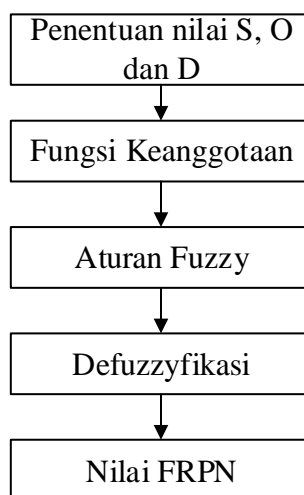 Penentuan nilai S, O
dan D
Fungsi Keanggotaan
Aturan Fuzzy
Defuzzyfikasi
Nilai FRPN